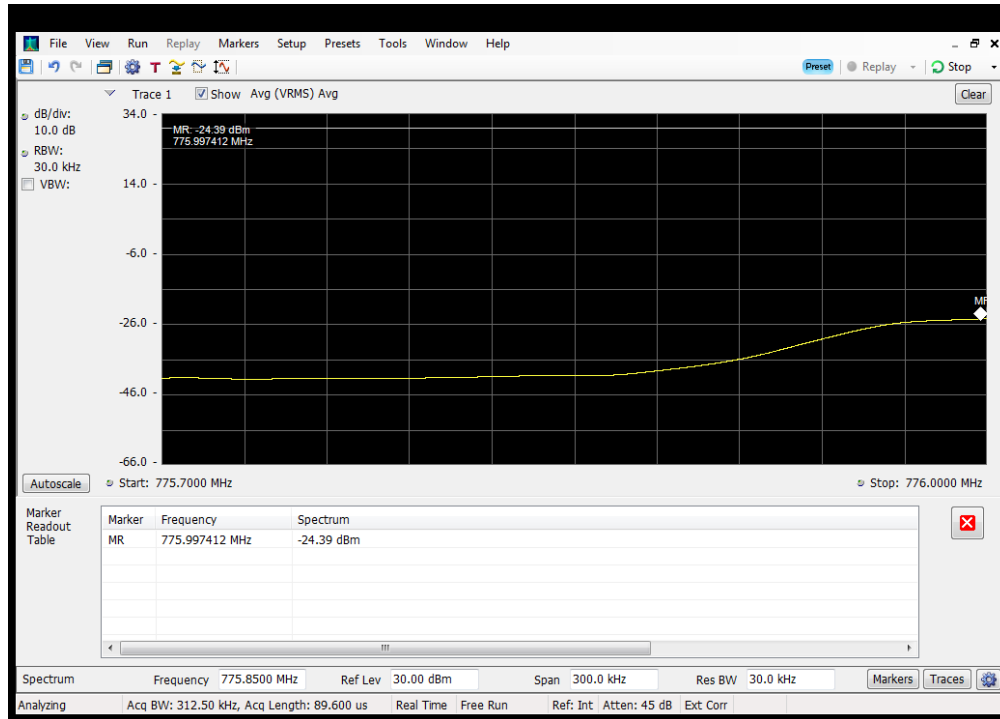 File View Run Replay Markers Setup Presets Tools Window Help
T Preset Replay Stop
Trace 1 Show Avg (VRMS) Avg Clear
dB/div:
10.0 dB
RBW:
30.0 kHz
VBW:
34.0 -
14.0 -
-6.0 -
-26.0 -
-46.0 -
-66.0 -
MR: -24.39 dBm
775.997412 MHz
Autoscale Start: 775.7000 MHz Stop: 776.0000 MHz
Marker
Readout
Table
Marker Frequency Spectrum
MR 775.997412 MHz -24.39 dBm
Spectrum Frequency 775.8500 MHz Ref Lev 30.00 dBm Span 300.0 kHz Res BW 30.0 kHz Markers Traces
Analyzing Acq BW: 312.50 kHz, Acq Length: 89.600 us Real Time Free Run Ref: Int Atten: 45 dB Ext Corr